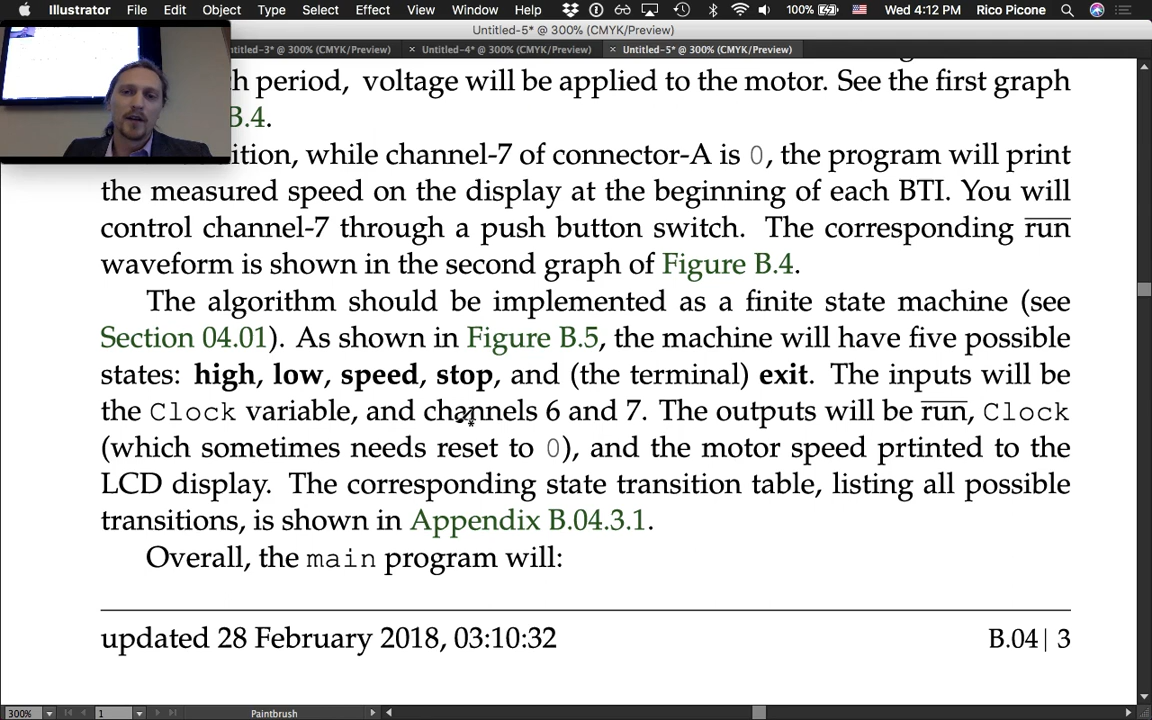 Illustrator File Edit Object Type Select Effect View Window Help 100% Wed 4:12 PM Rico Picone
Untitled-5* @ 300% (CMYK/Preview)
ntitled-3* @ 300% (CMYK/Preview) × Untitled-4* @ 300% (CMYK/Preview) × Untitled-5* @ 300% (CMYK/Preview)
h period, voltage will be applied to the motor. See the first graph
B.4.
ition, while channel-7 of connector-A is 0, the program will print
the measured speed on the display at the beginning of each BTI. You will
control channel-7 through a push button switch. The corresponding run
waveform is shown in the second graph of Figure B.4.
The algorithm should be implemented as a finite state machine (see
Section 04.01). As shown in Figure B.5, the machine will have five possible
states: high, low, speed, stop, and (the terminal) exit. The inputs will be
the Clock variable, and channels 6 and 7. The outputs will be run, Clock
(which sometimes needs reset to 0), and the motor speed prtinted to the
LCD display. The corresponding state transition table, listing all possible
transitions, is shown in Appendix B.04.3.1.
Overall, the main program will:
updated 28 February 2018, 03:10:32 B.04| 3
300% 1 Paintbrush